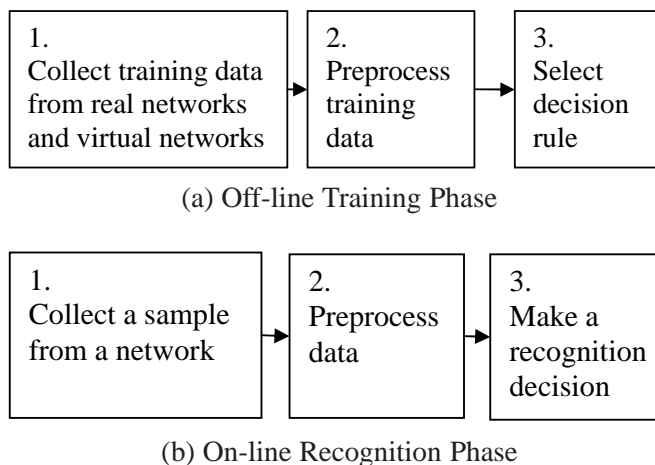 1.
Collect training data
from real networks
and virtual networks
2.
Preprocess
training
data
3.
Select
decision
rule
(a) Off-line Training Phase
1.
Collect a sample
from a network
2.
Preprocess
data
3.
Make a
recognition
decision
(b) On-line Recognition Phase